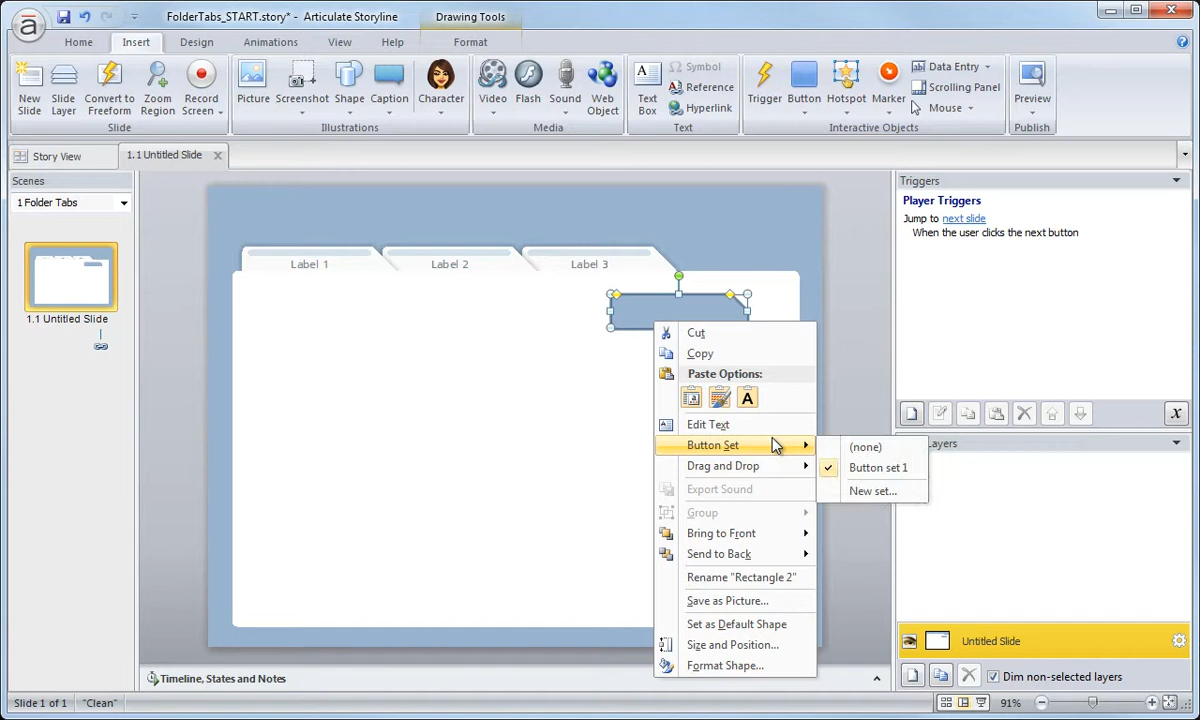 FolderTabs_START.story* - Articulate Storyline
Drawing Tools
Home Insert Design Animations View Help Format
New Slide
Slide Layer
Convert to Freeform
Zoom Region
Record Screen
Slide
Picture
Screenshot
Shape
Caption
Character
Illustrations
Video
Flash
Sound
Web Object
Media
Text Box
Symbol
Reference
Hyperlink
Text
Trigger
Button
Hotspot
Marker
Data Entry
Scrolling Panel
Mouse
Interactive Objects
Preview
Publish
Story View
1.1 Untitled Slide
Scenes
1 Folder Tabs
1.1 Untitled Slide
Label 1
Label 2
Label 3
Cut
Copy
Paste Options:
A
Edit Text
Button Set
Drag and Drop
Export Sound
Group
Bring to Front
Send to Back
Rename "Rectangle 2"
Save as Picture...
Set as Default Shape
Size and Position...
Format Shape...
(none)
Button set 1
New set...
Triggers
Player Triggers
Jump to next slide
When the user clicks the next button
x
Layers
Untitled Slide
Dim non-selected layers
Timeline, States and Notes
Slide 1 of 1
"Clean"
91%